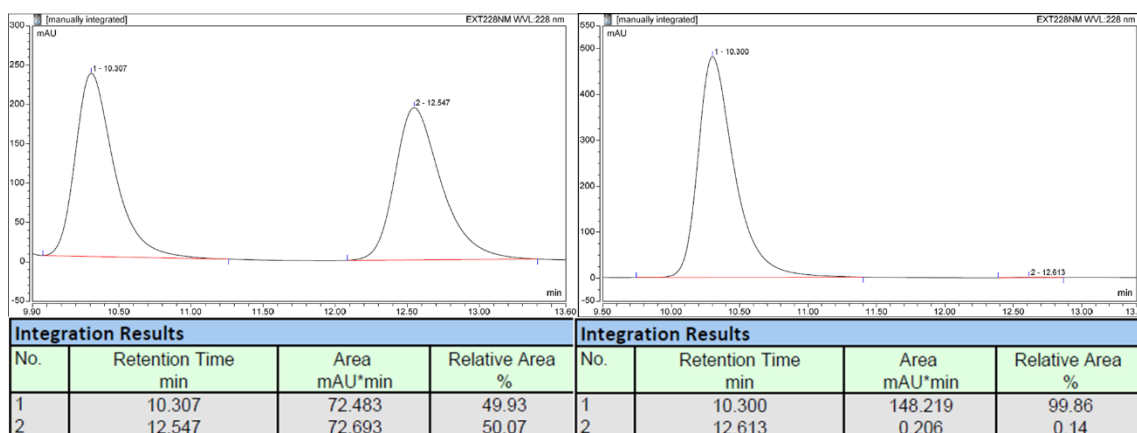 [manually integrated] EXT228NM WVL:228 nm
300
mAU
250
200
150
100
50
0
-50
1 - 10.307
2 - 12.547
min
9.90 10.50 11.00 11.50 12.00 12.50 13.00 13.60
Integration Results
No. Retention Time Area Relative Area
min mAU*min %
1 10.307 72.483 49.93
2 12.547 72.693 50.07
[manually integrated] EXT228NM WVL:228 nm
550
mAU
500
400
300
200
100
0
-50
1 - 10.300
2 - 12.613
min
9.50 10.00 10.50 11.00 11.50 12.00 12.50 13.00
Integration Results
No. Retention Time Area Relative Area
min mAU*min %
1 10.300 148.219 99.86
2 12.613 0.206 0.14